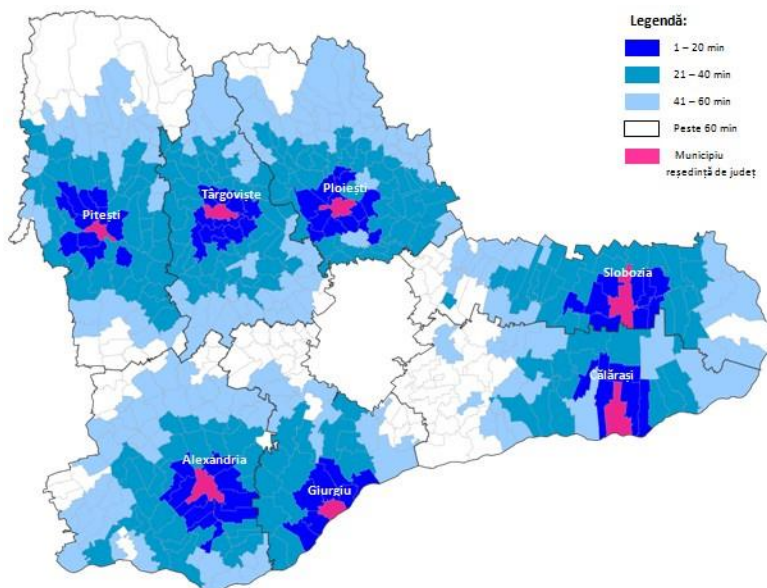 Legendă:
1 – 20 min
21 – 40 min
41 – 60 min
Peste 60 min
Municipiu
reședință de județ
Ploiești
Târgoviște
Pitești
Slobozia
Călărași
Alexandria
Giurgiu